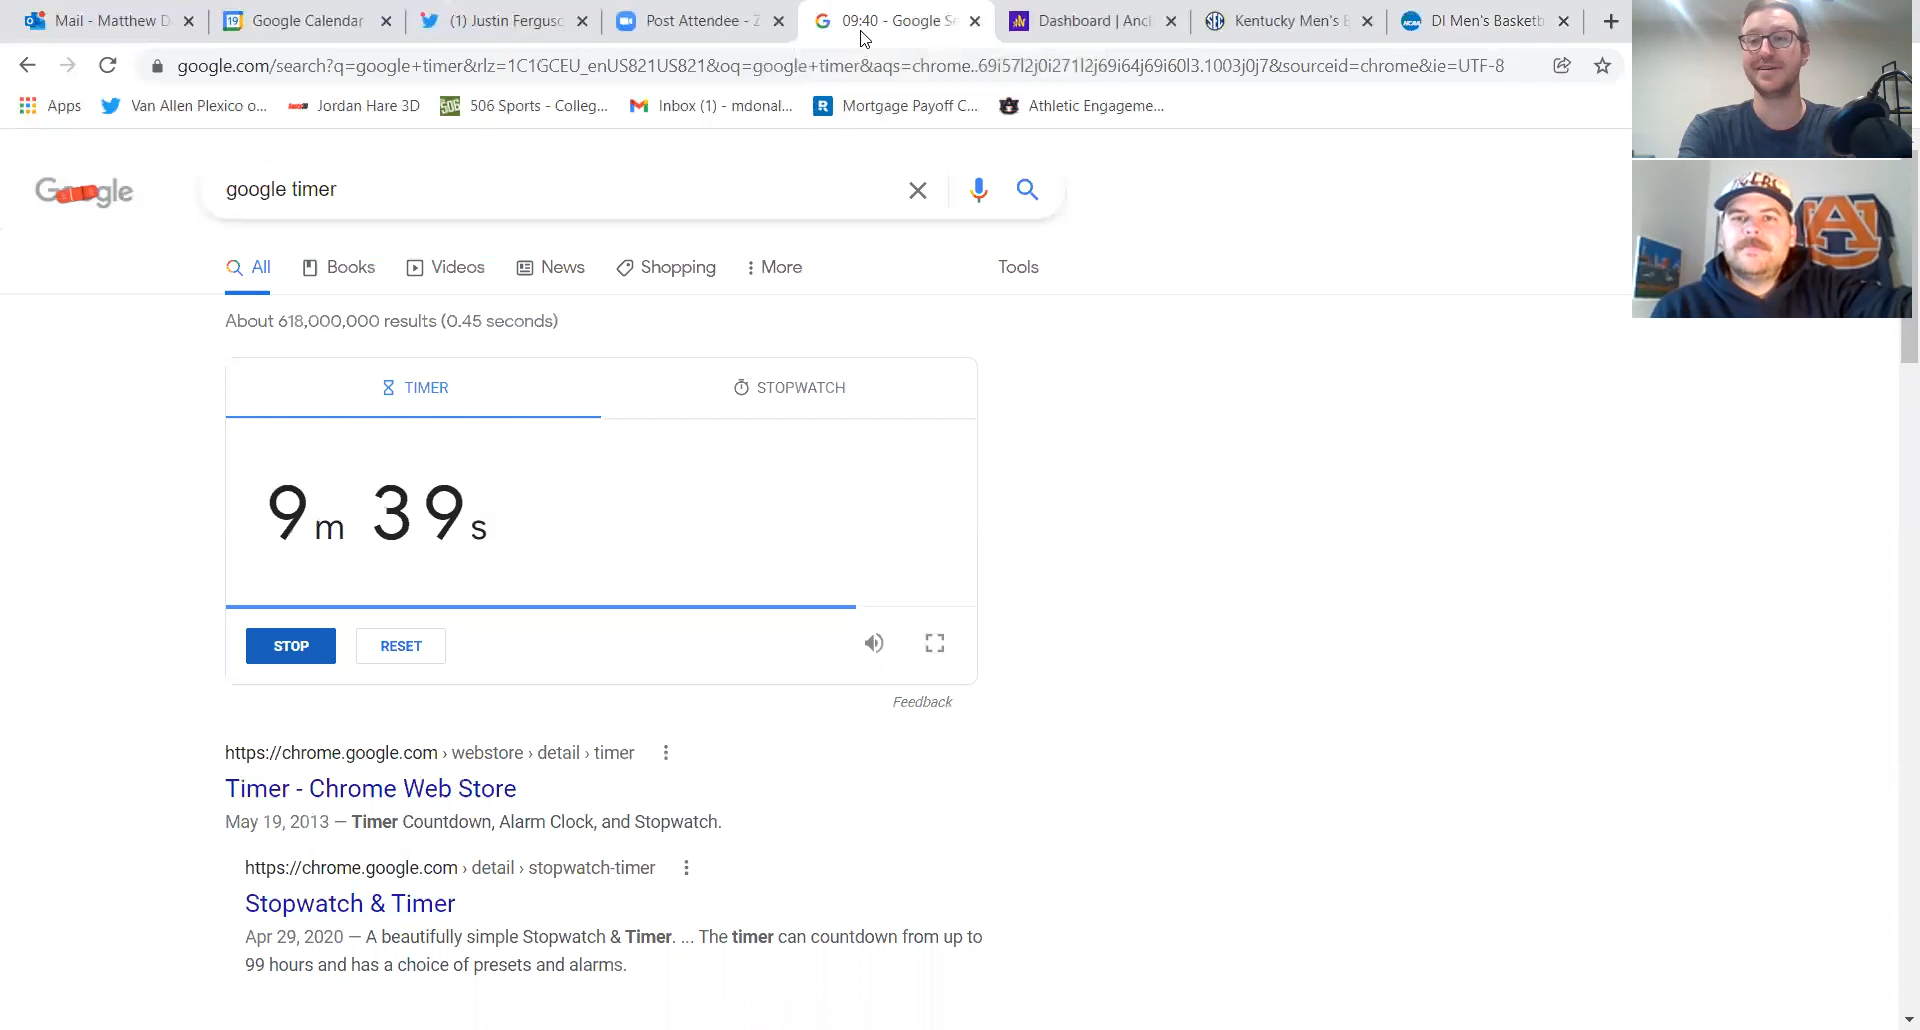 Mail - Matthew D
Google Calendar
(1) Justin Fergus
Post Attendee - Z
09:40 - Google Se
Dashboard | Anc
Kentucky Men's B
DI Men's Basketb
google.com/search?q=google+timer&rlz=1C1GCEU_enUS821US821&oq=google+timer&aqs=chrome..69i57l2j0i271l2j69i64j69i60l3.1003j0j7&sourceid=chrome&ie=UTF-8
Apps
Van Allen Plexico o...
Jordan Hare 3D
506 Sports - Colleg...
Inbox (1) - mdonal...
Mortgage Payoff C...
Athletic Engageme...
Google
google timer
All
Books
Videos
News
Shopping
More
Tools
About 618,000,000 results (0.45 seconds)
TIMER
STOPWATCH
9m 39s
STOP
RESET
Feedback
https://chrome.google.com › webstore › detail › timer
Timer - Chrome Web Store
May 19, 2013 — Timer Countdown, Alarm Clock, and Stopwatch.
https://chrome.google.com › detail › stopwatch-timer
Stopwatch & Timer
Apr 29, 2020 — A beautifully simple Stopwatch & Timer. ... The timer can countdown from up to
99 hours and has a choice of presets and alarms.